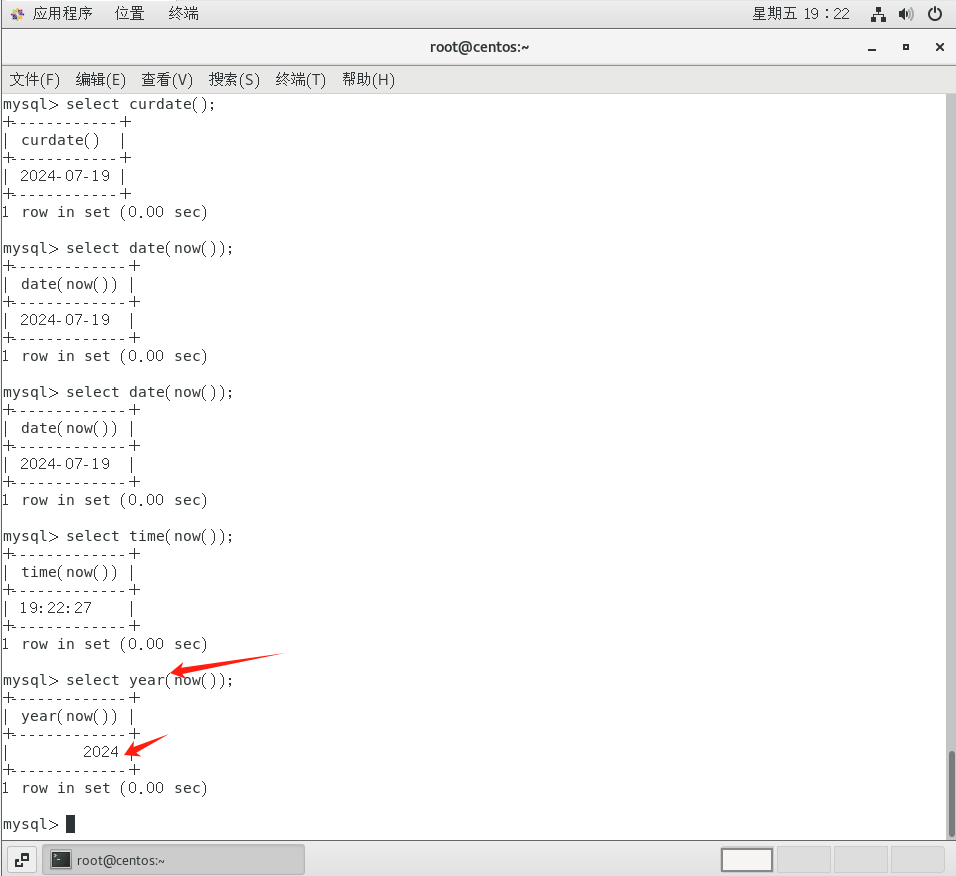 应用程序 位置 终端 星期五 19：22
root@centos:~
文件(F) 编辑(E) 查看(V) 搜索(S) 终端(T) 帮助(H)
mysql> select curdate();
+------------+
| curdate()  |
+------------+
| 2024-07-19 |
+------------+
1 row in set (0.00 sec)
mysql> select date(now());
+-------------+
| date(now()) |
+-------------+
| 2024-07-19  |
+-------------+
1 row in set (0.00 sec)
mysql> select date(now());
+-------------+
| date(now()) |
+-------------+
| 2024-07-19  |
+-------------+
1 row in set (0.00 sec)
mysql> select time(now());
+-------------+
| time(now()) |
+-------------+
| 19:22:27    |
+-------------+
1 row in set (0.00 sec)
mysql> select year(now());
+-------------+
| year(now()) |
+-------------+
|        2024 |
+-------------+
1 row in set (0.00 sec)
mysql>
root@centos:~